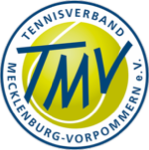 TENNISVERBAND
TMV
MECKLENBURG-VORPOMMERN e.V.